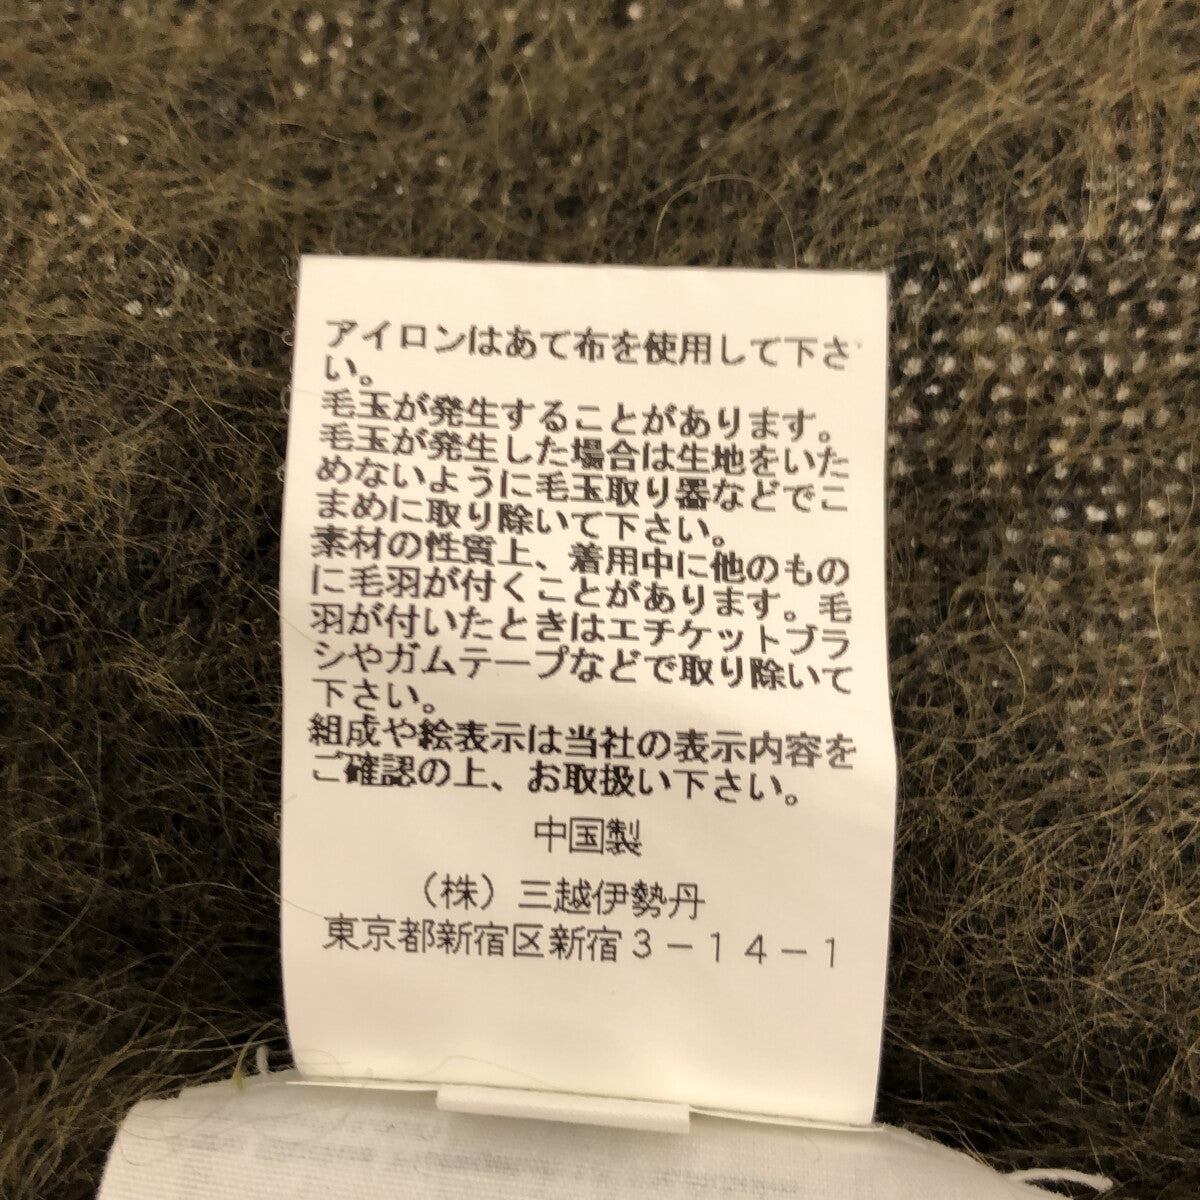 アイロンはあて布を使用して下さ
い。
毛玉が発生することがあります。
毛玉が発生した場合は生地をいた
めないように毛玉取り器などでこ
まめに取り除いて下さい。
素材の性質上、着用中に他のもの
に毛羽が付くことがあります。毛
羽が付いたときはエチケットブラ
シやガムテープなどで取り除いて
下さい。
組成や絵表示は当社の表示内容を
ご確認の上、お取扱い下さい。
中国製
（株）三越伊勢丹
東京都新宿区新宿３－１４－１